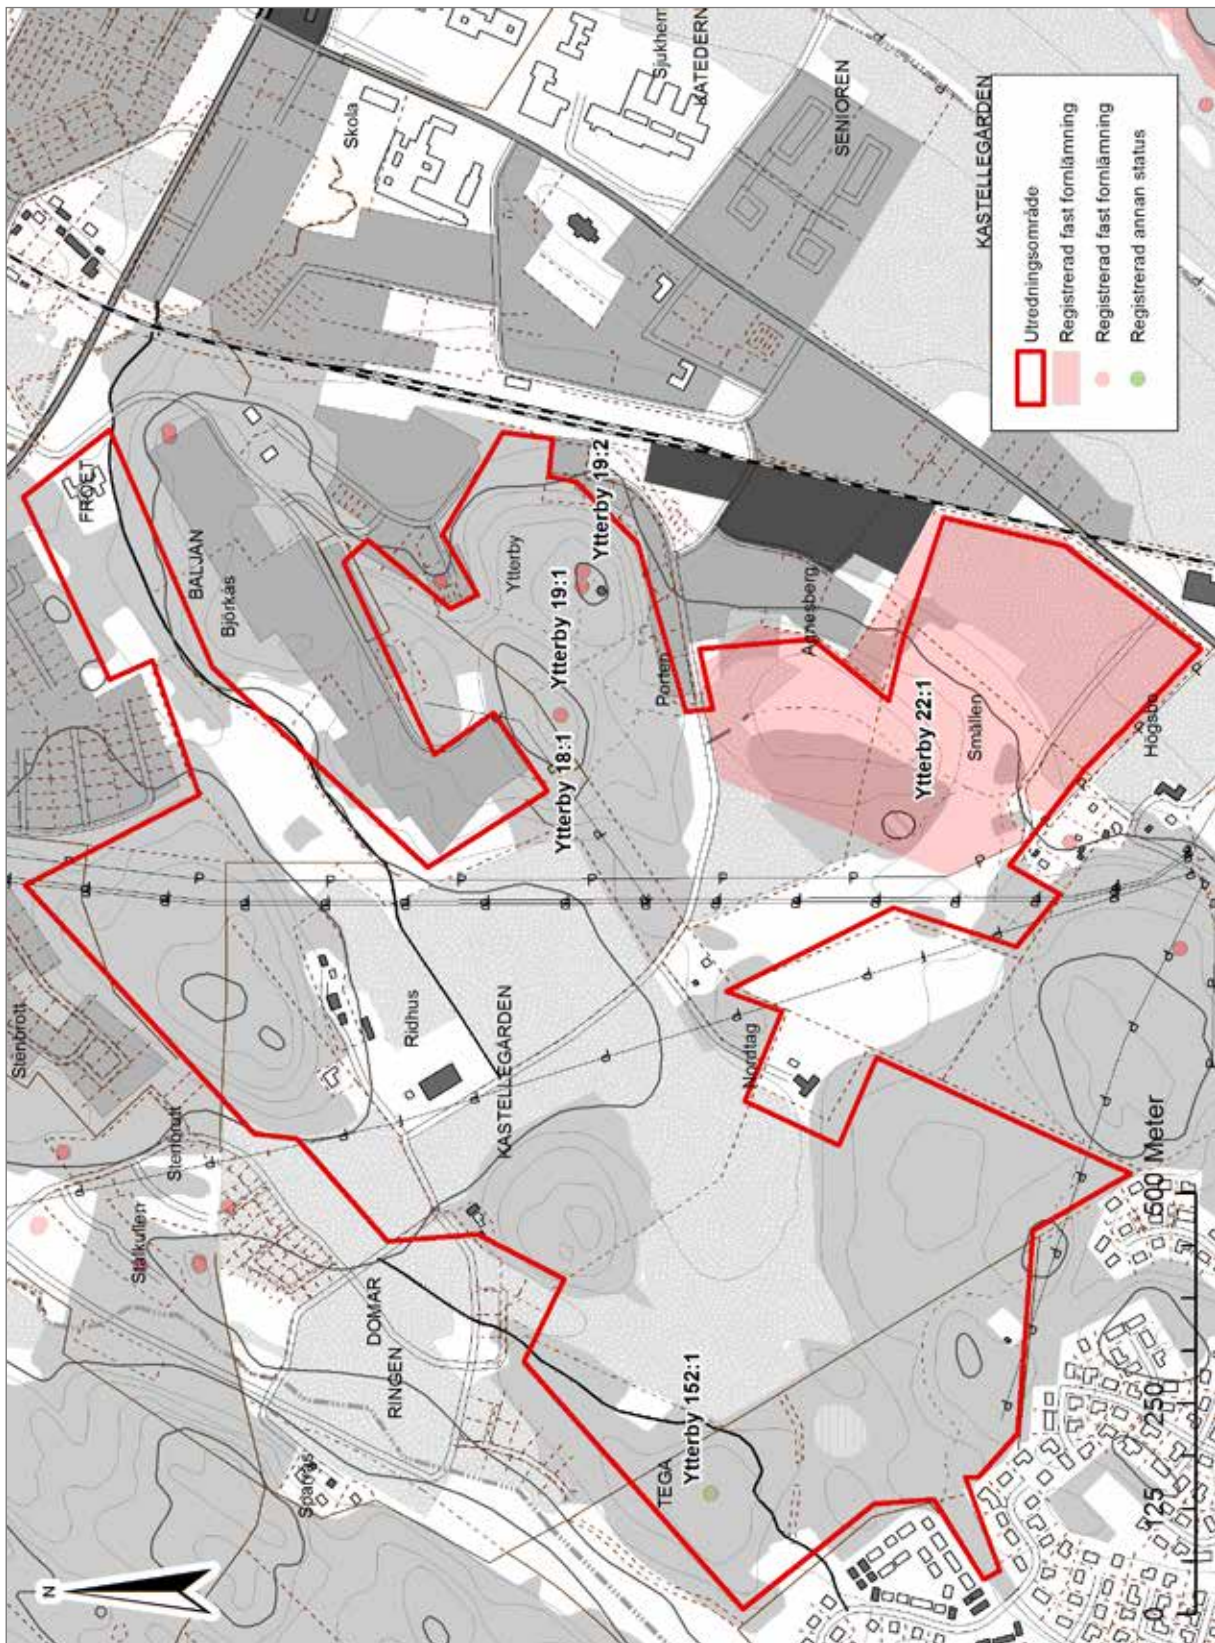 Skola
Sjukhem
KATEDERN
SENIOREN
KASTELLEGÅRDEN
FRÖET
BALJAN
Björkås
Ytterby
Ytterby 19:2
Ytterby 19:1
Ytterby 18:1
Porten
Annesberg
Ytterby 22:1
Smällen
Högsbo
Stenbrott
Stenbrott
Ridhus
KASTELLEGÅRDEN
Nordtag
Stålkullen
DOMAR
RINGEN
Sparrås
TEGA
Ytterby 152:1
N
Utredningsområde
Registrerad fast fornlämning
Registrerad fast fornlämning
Registrerad annan status
0 125 250 500 Meter